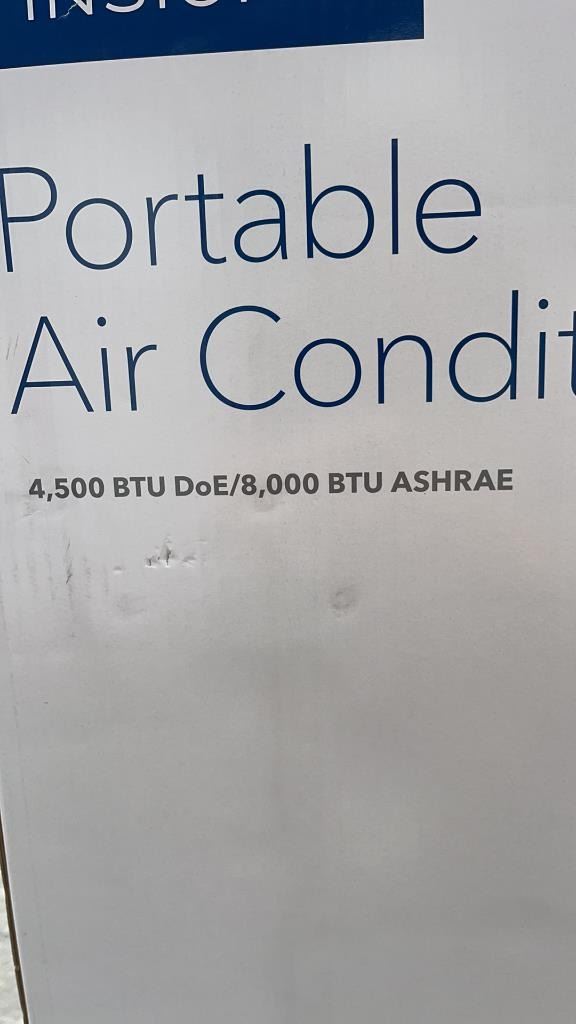 Portable
Air Condit
4,500 BTU DoE/8,000 BTU ASHRAE